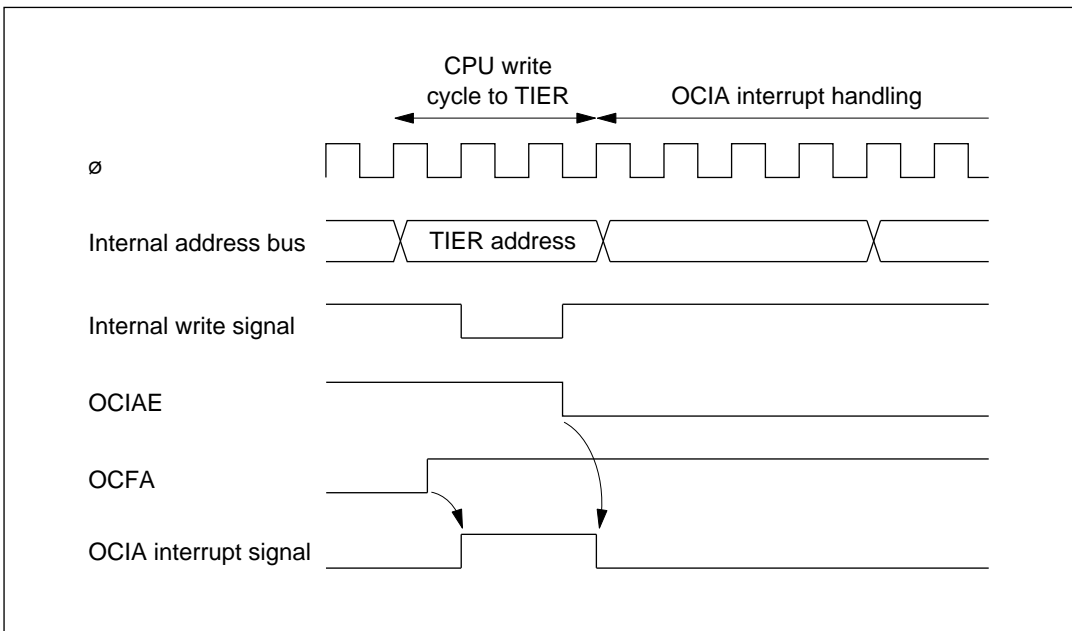 CPU write
cycle to TIER
OCIA interrupt handling
ø
Internal address bus
TIER address
Internal write signal
OCIAE
OCFA
OCIA interrupt signal